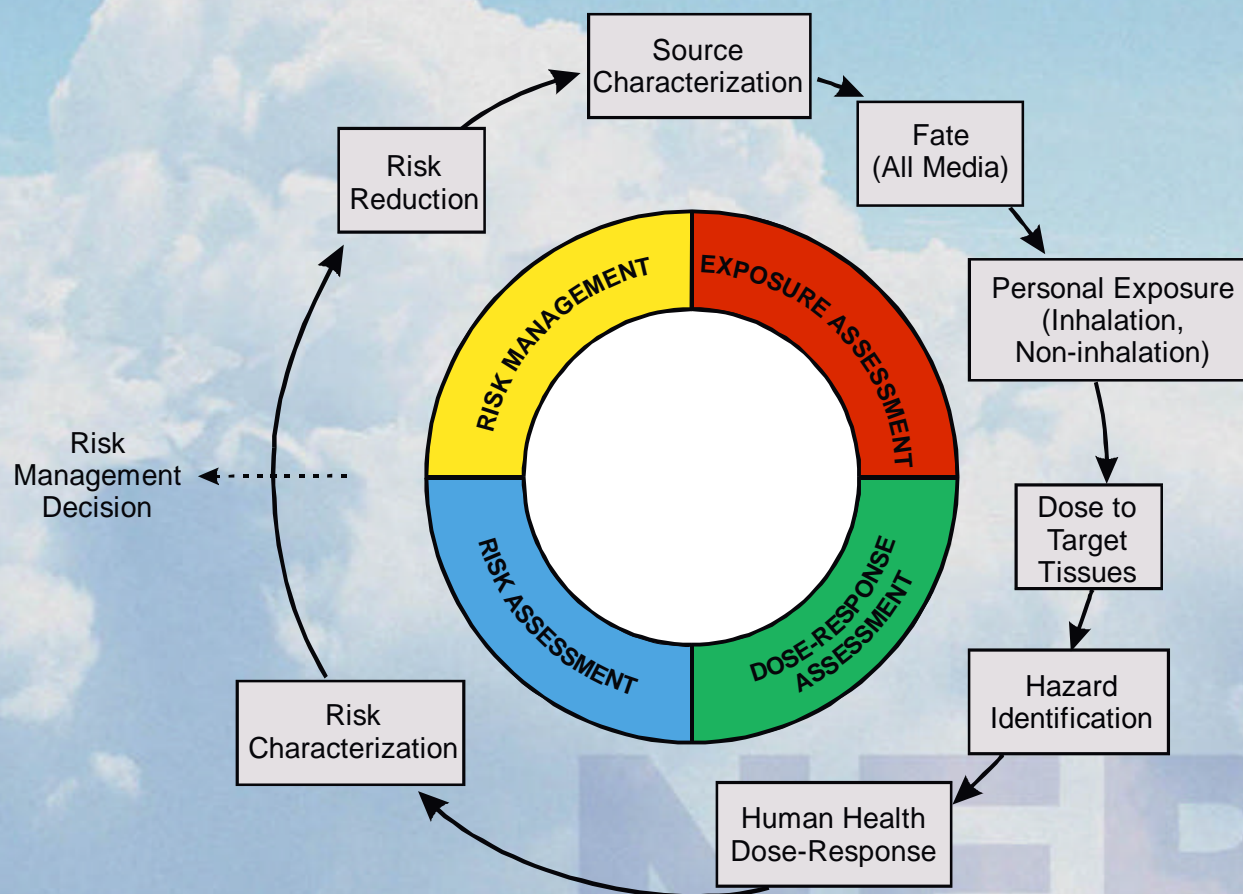 Source
Characterization
Fate
(All Media)
Personal Exposure
(Inhalation,
Non-inhalation)
Dose to
Target
Tissues
Hazard
Identification
Human Health
Dose-Response
Risk
Characterization
Risk
Management
Decision
Risk
Reduction
RISK MANAGEMENT
EXPOSURE ASSESSMENT
DOSE-RESPONSE
ASSESSMENT
RISK ASSESSMENT